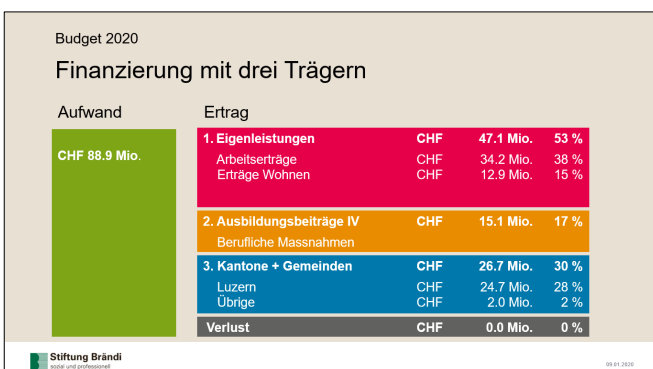 Budget 2020
Finanzierung mit drei Trägern
Aufwand Ertrag
CHF 88.9 Mio.
1. Eigenleistungen CHF 47.1 Mio. 53 %
Arbeitserträge CHF 34.2 Mio. 38 %
Erträge Wohnen CHF 12.9 Mio. 15 %
2. Ausbildungsbeiträge IV CHF 15.1 Mio. 17 %
Berufliche Massnahmen
3. Kantone + Gemeinden CHF 26.7 Mio. 30 %
Luzern CHF 24.7 Mio. 28 %
Übrige CHF 2.0 Mio. 2 %
Verlust CHF 0.0 Mio. 0 %
Stiftung Brändi
sozial und professionell
09.01.2020